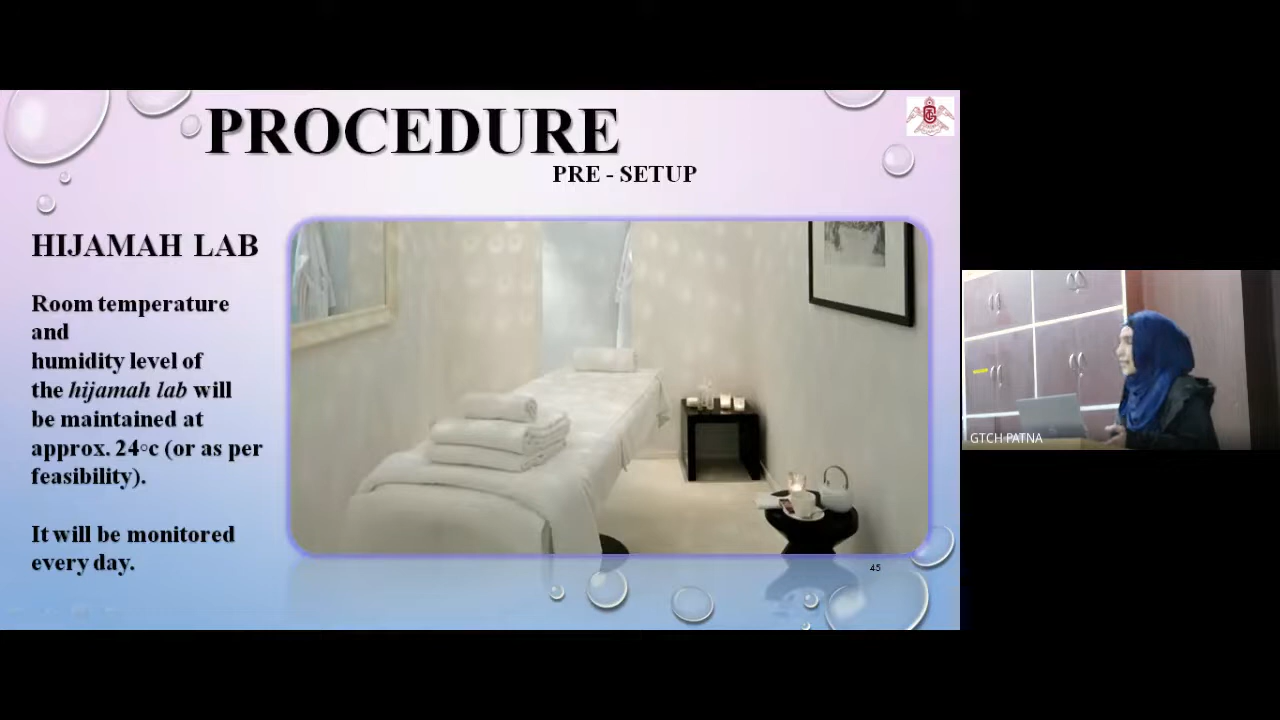 PROCEDURE
PRE - SETUP
HIJAMAH LAB
Room temperature
and
humidity level of
the hijamah lab will
be maintained at
approx. 24◦c (or as per
feasibility).
It will be monitored
every day.
45
GTCH PATNA